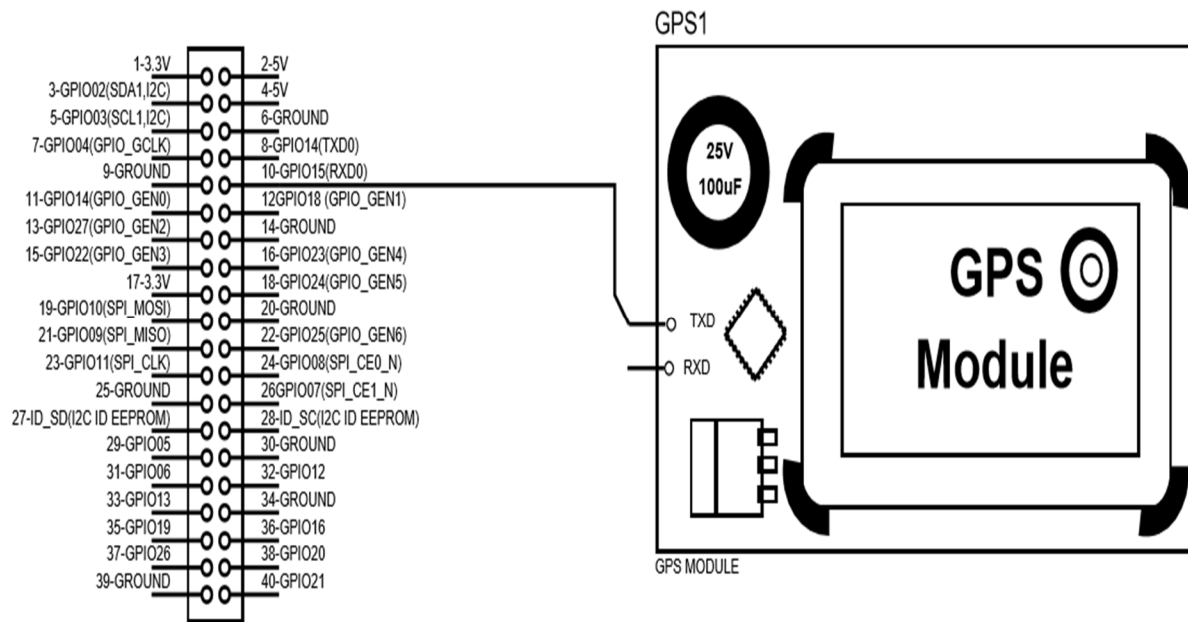 GPS1
1-3.3V 2-5V
3-GPIO02(SDA1,I2C) 4-5V
5-GPIO03(SCL1,I2C) 6-GROUND
7-GPIO04(GPIO_GCLK) 8-GPIO14(TXD0)
9-GROUND 10-GPIO15(RXD0)
11-GPIO14(GPIO_GEN0) 12GPIO18 (GPIO_GEN1)
13-GPIO27(GPIO_GEN2) 14-GROUND
15-GPIO22(GPIO_GEN3) 16-GPIO23(GPIO_GEN4)
17-3.3V 18-GPIO24(GPIO_GEN5)
19-GPIO10(SPI_MOSI) 20-GROUND
21-GPIO09(SPI_MISO) 22-GPIO25(GPIO_GEN6)
23-GPIO11(SPI_CLK) 24-GPIO08(SPI_CE0_N)
25-GROUND 26GPIO07(SPI_CE1_N)
27-ID_SD(I2C ID EEPROM) 28-ID_SC(I2C ID EEPROM)
29-GPIO05 30-GROUND
31-GPIO06 32-GPIO12
33-GPIO13 34-GROUND
35-GPIO19 36-GPIO16
37-GPIO26 38-GPIO20
39-GROUND 40-GPIO21
25V
100uF
TXD
RXD
GPS
Module
GPS MODULE